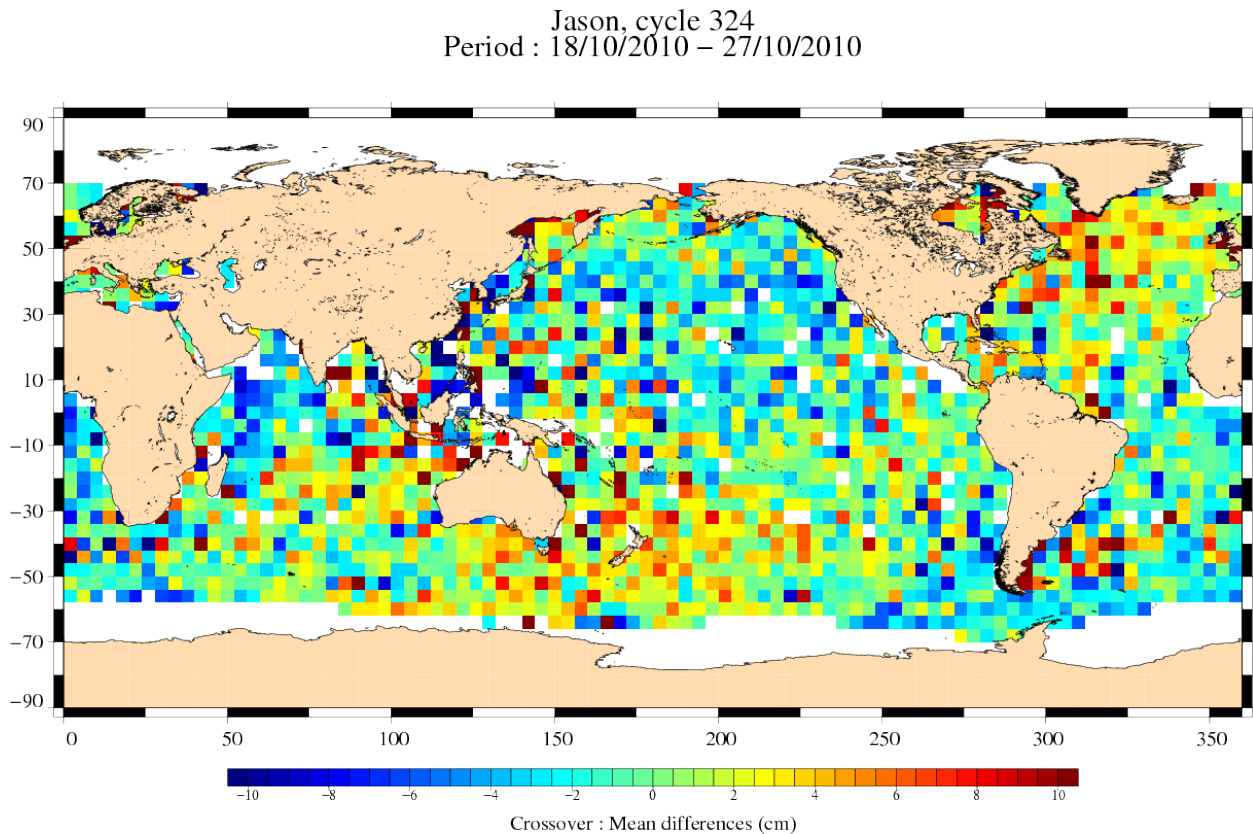 Jason, cycle 324
Period : 18/10/2010 – 27/10/2010
90
70
50
30
10
−10
−30
−50
−70
−90
0 50 100 150 200 250 300 350
−10 −8 −6 −4 −2 0 2 4 6 8 10
Crossover : Mean differences (cm)